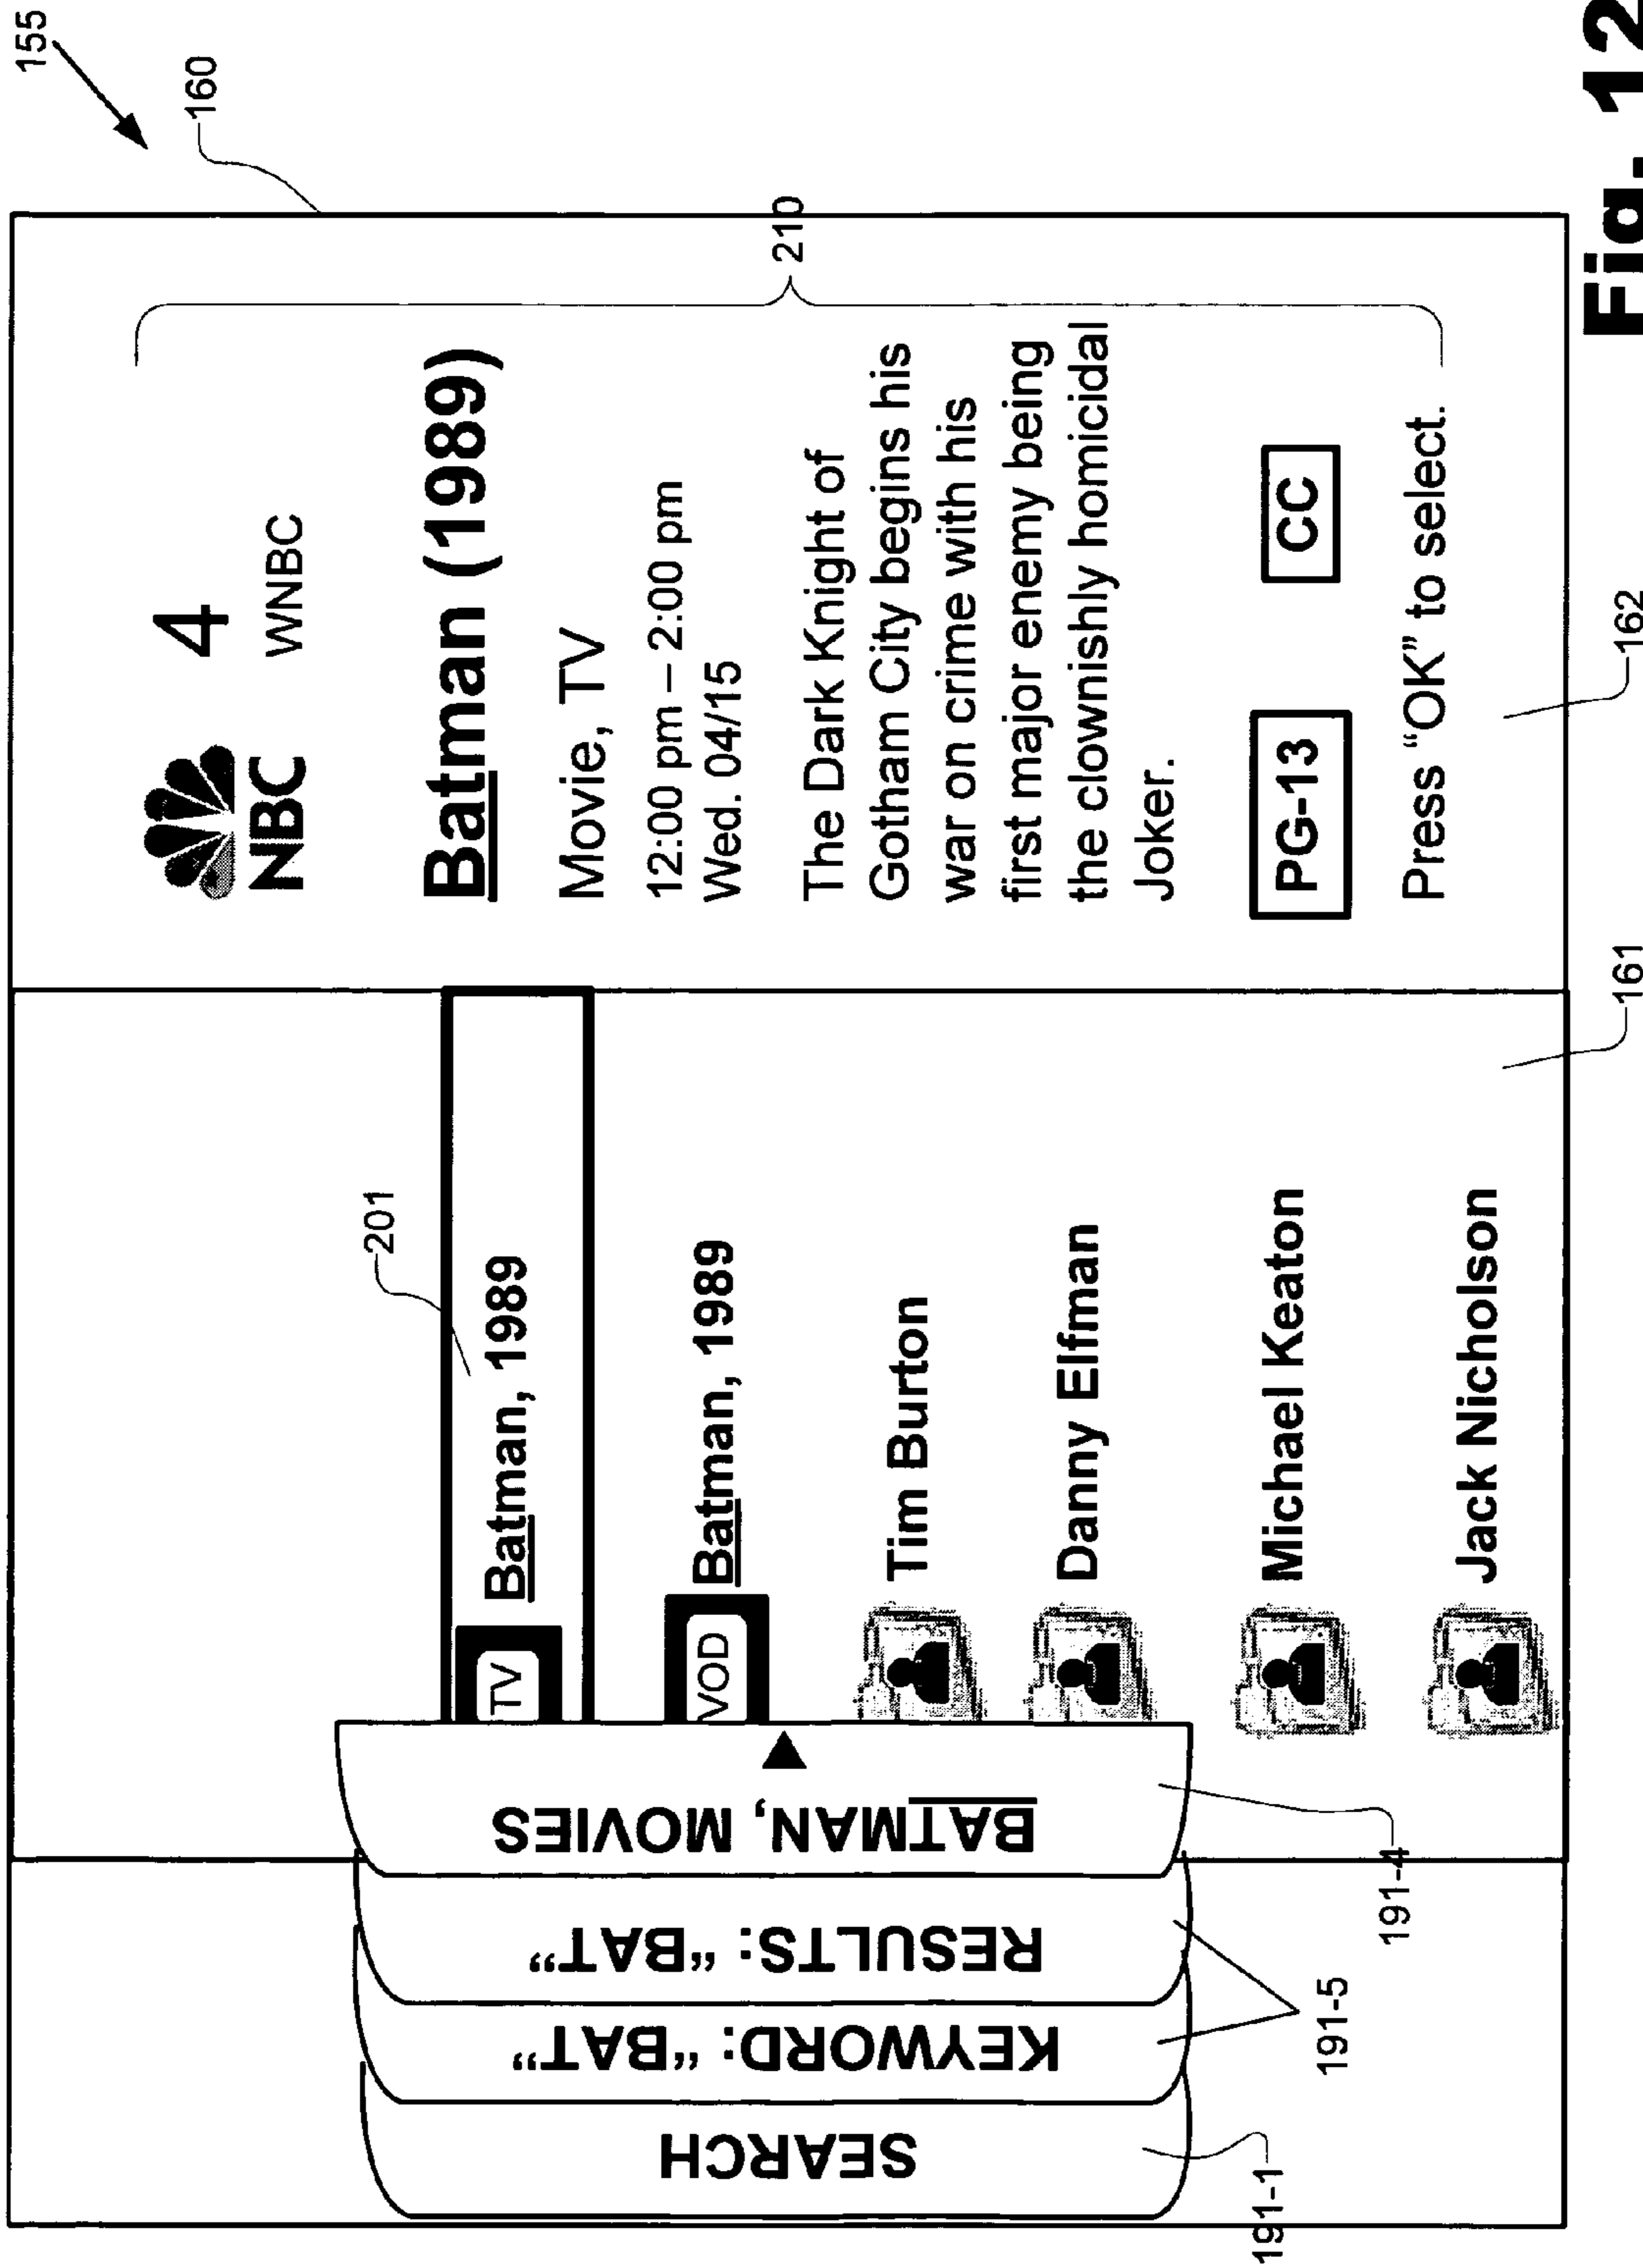 155
160
SEARCH
KEYWORD: “BAT”
RESULTS: “BAT”
BATMAN, MOVIES
201
TV
Batman, 1989
VOD
Batman, 1989
Tim Burton
Danny Elfman
Michael Keaton
Jack Nicholson
NBC
4
WNBC
Batman (1989)
Movie, TV
12:00 pm – 2:00 pm
Wed. 04/15
The Dark Knight of
Gotham City begins his
war on crime with his
first major enemy being
the clownishly homicidal
Joker.
PG-13
CC
Press “OK” to select.
210
191-1
191-5
191-4
161
162
Fig. 12